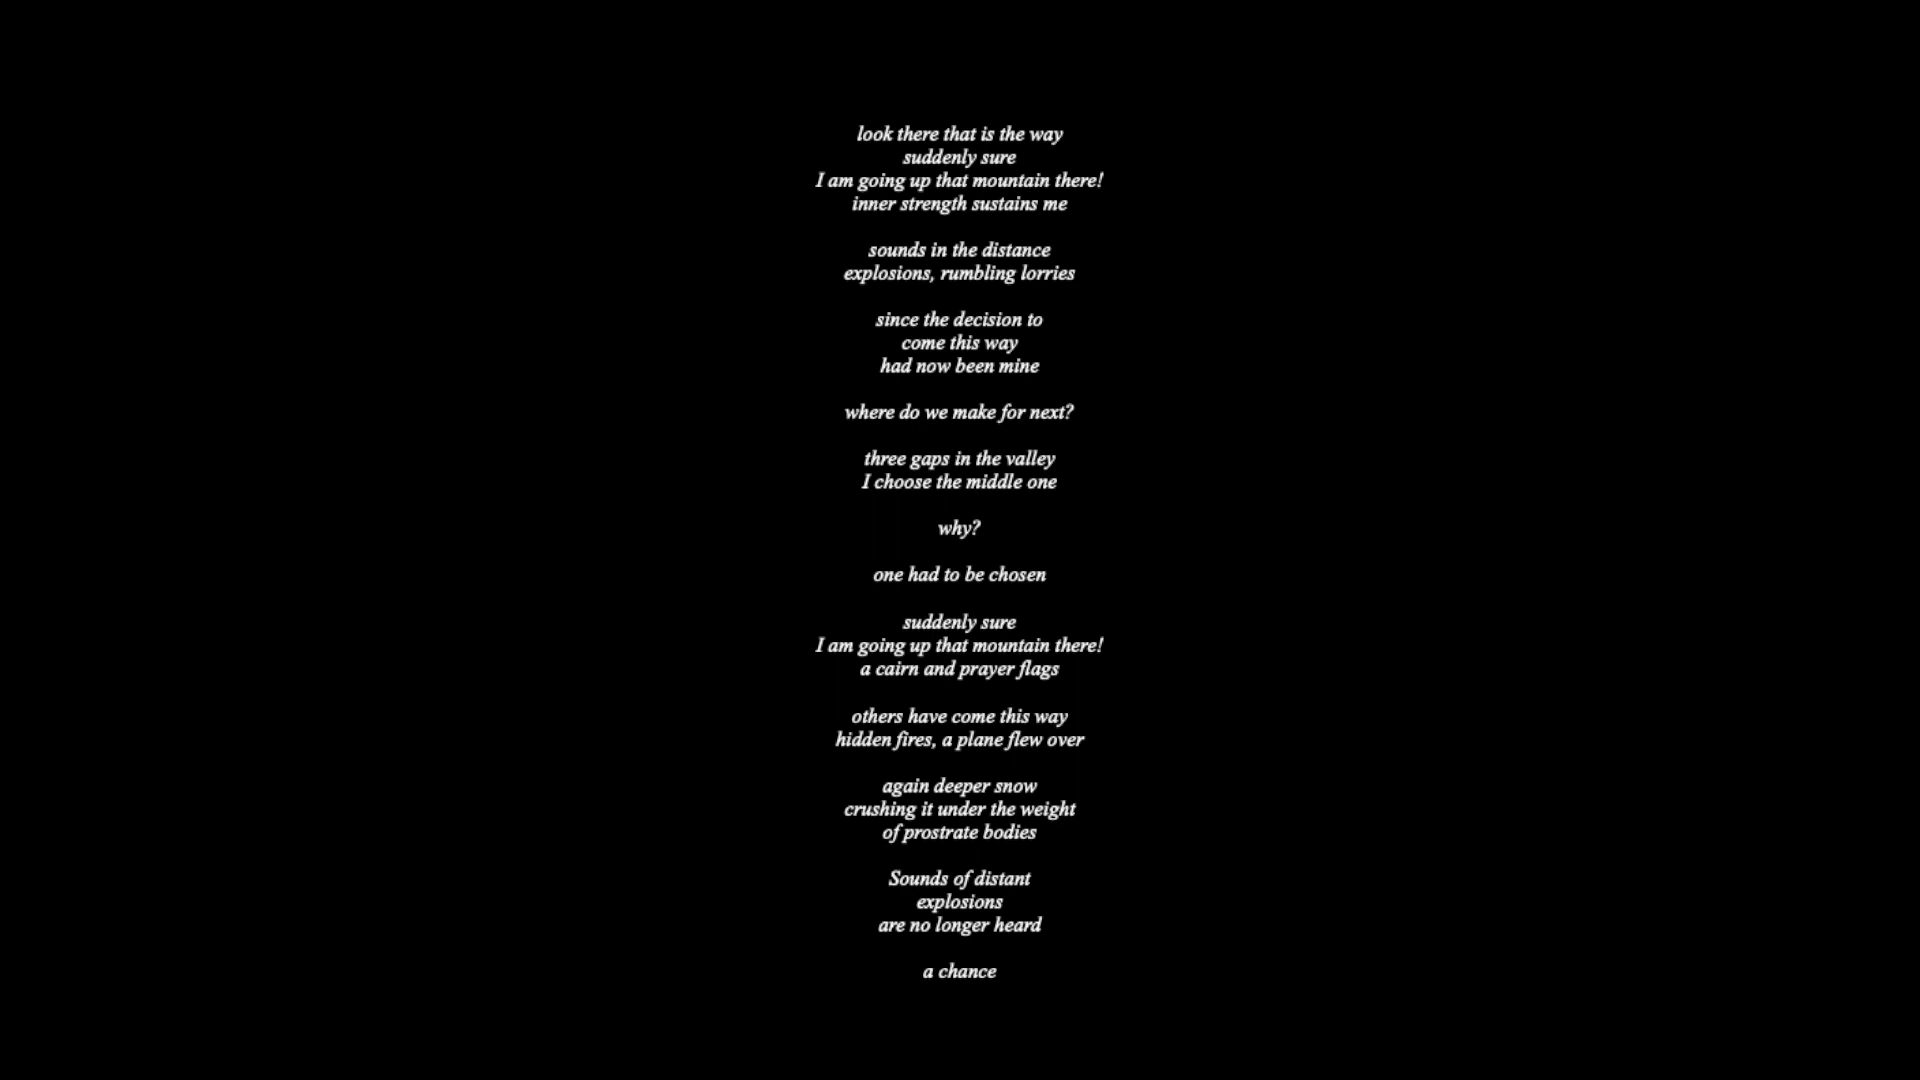 look there that is the way
suddenly sure
I am going up that mountain there!
inner strength sustains me
sounds in the distance
explosions, rumbling lorries
since the decision to
come this way
had now been mine
where do we make for next?
three gaps in the valley
I choose the middle one
why?
one had to be chosen
suddenly sure
I am going up that mountain there!
a cairn and prayer flags
others have come this way
hidden fires, a plane flew over
again deeper snow
crushing it under the weight
of prostrate bodies
Sounds of distant
explosions
are no longer heard
a chance